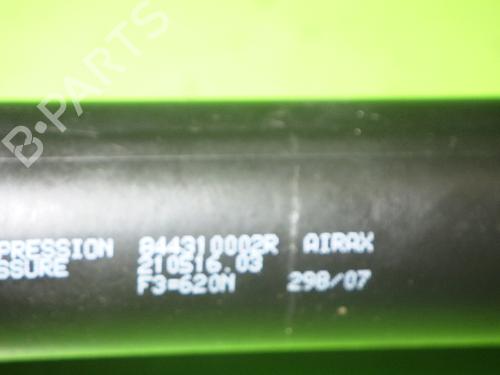 B-PARTS
PRESSION 844310002R AIRAX
SSURE 210516.03
F3=620N 298/07